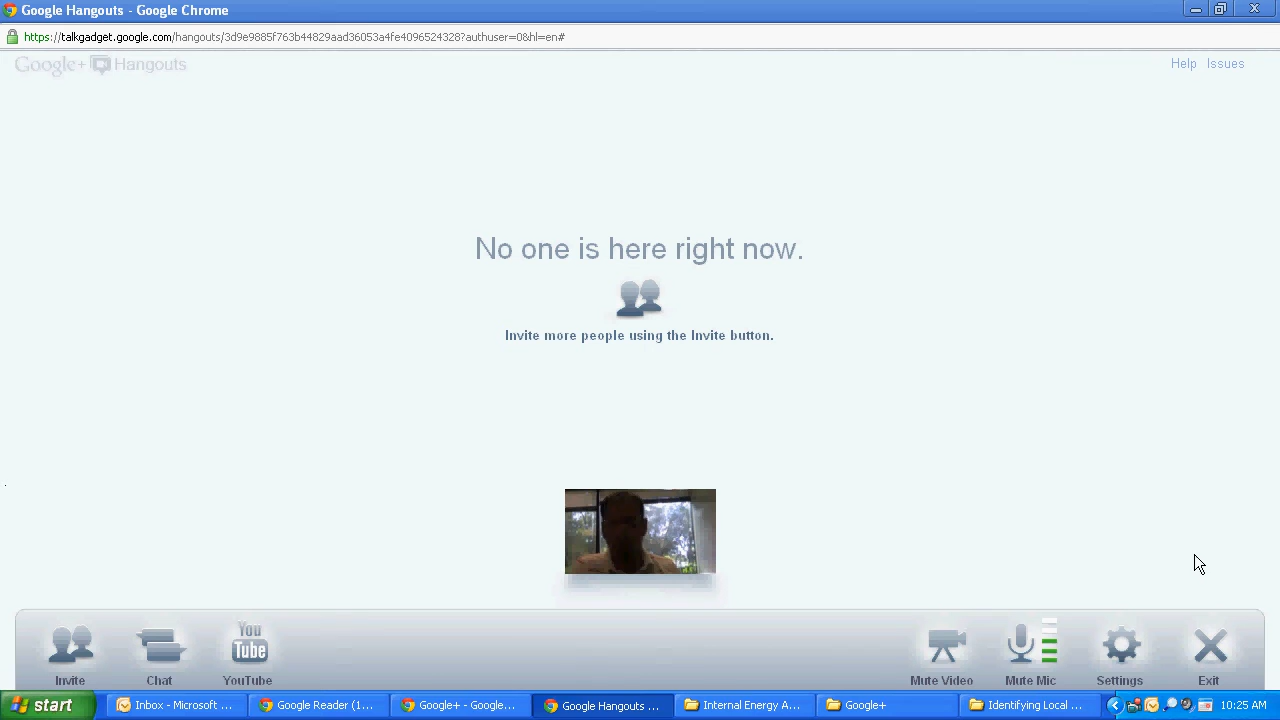 Google Hangouts - Google Chrome
https://talkgadget.google.com/hangouts/3d9e9885f763b44829aad36053a4fe4096524328?authuser=0&hl=en#
Google+ Hangouts
Help Issues
No one is here right now.
Invite more people using the Invite button.
You
Tube
Invite Chat YouTube Mute Video Mute Mic Settings Exit
start Inbox - Microsoft ... Google Reader (1... Google+ - Google... Google Hangouts ... Internal Energy A... Google+ Identifying Local ... 10:25 AM